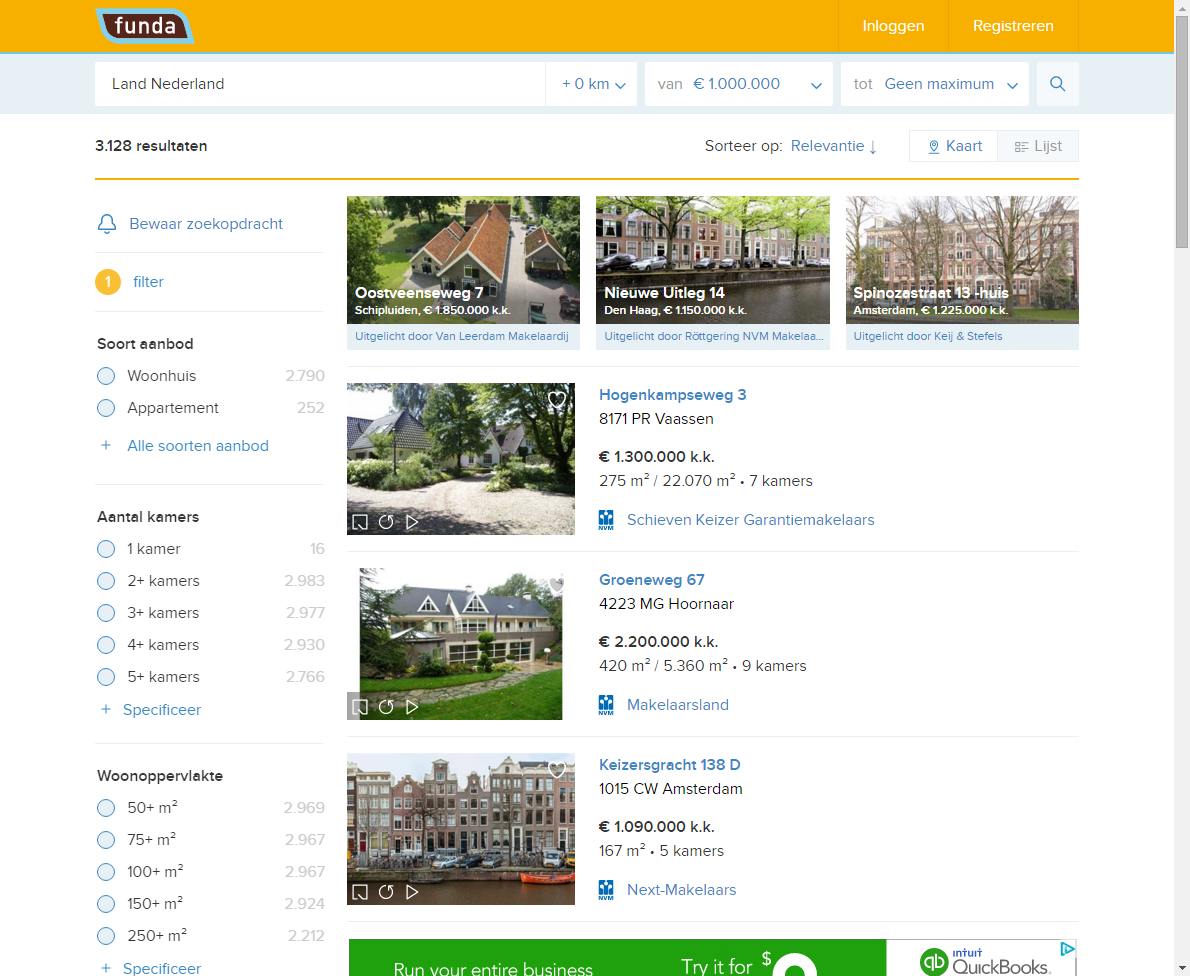 funda
Inloggen
Registreren
Land Nederland
+ 0 km
van € 1.000.000
tot Geen maximum
3.128 resultaten
Sorteer op: Relevantie ↓
Kaart
Lijst
Bewaar zoekopdracht
1 filter
Soort aanbod
Woonhuis 2.790
Appartement 252
+ Alle soorten aanbod
Aantal kamers
1 kamer 16
2+ kamers 2.983
3+ kamers 2.977
4+ kamers 2.930
5+ kamers 2.766
+ Specificeer
Woonoppervlakte
50+ m² 2.969
75+ m² 2.967
100+ m² 2.967
150+ m² 2.924
250+ m² 2.212
+ Specificeer
Oostveenseweg 7
Schipluiden, € 1.850.000 k.k.
Uitgelicht door Van Leerdam Makelaardij
Nieuwe Uitleg 14
Den Haag, € 1.150.000 k.k.
Uitgelicht door Röttgering NVM Makelaa...
Spinozastraat 13 -huis
Amsterdam, € 1.225.000 k.k.
Uitgelicht door Keij & Stefels
Hogenkampseweg 3
8171 PR Vaassen
€ 1.300.000 k.k.
275 m² / 22.070 m² • 7 kamers
NVM Schieven Keizer Garantiemakelaars
Groeneweg 67
4223 MG Hoornaar
€ 2.200.000 k.k.
420 m² / 5.360 m² • 9 kamers
NVM Makelaarsland
Keizersgracht 138 D
1015 CW Amsterdam
€ 1.090.000 k.k.
167 m² • 5 kamers
NVM Next-Makelaars
Run your entire business
Try it for $0
qb intuit QuickBooks.